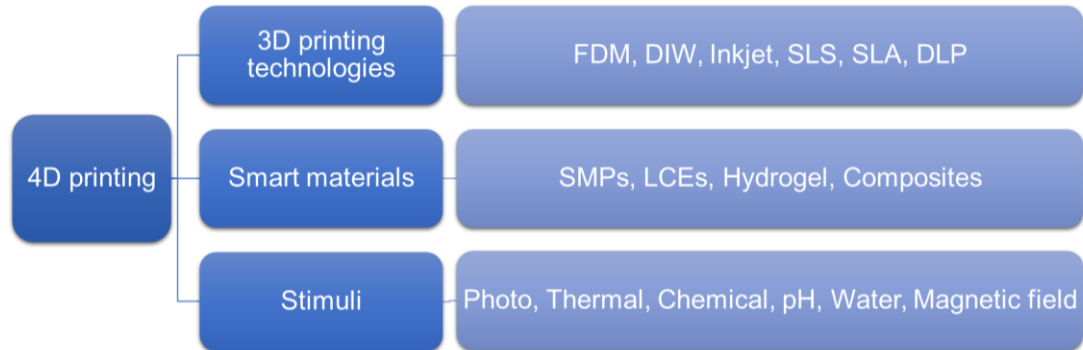 4D printing
3D printing
technologies
FDM, DIW, Inkjet, SLS, SLA, DLP
Smart materials
SMPs, LCEs, Hydrogel, Composites
Stimuli
Photo, Thermal, Chemical, pH, Water, Magnetic field